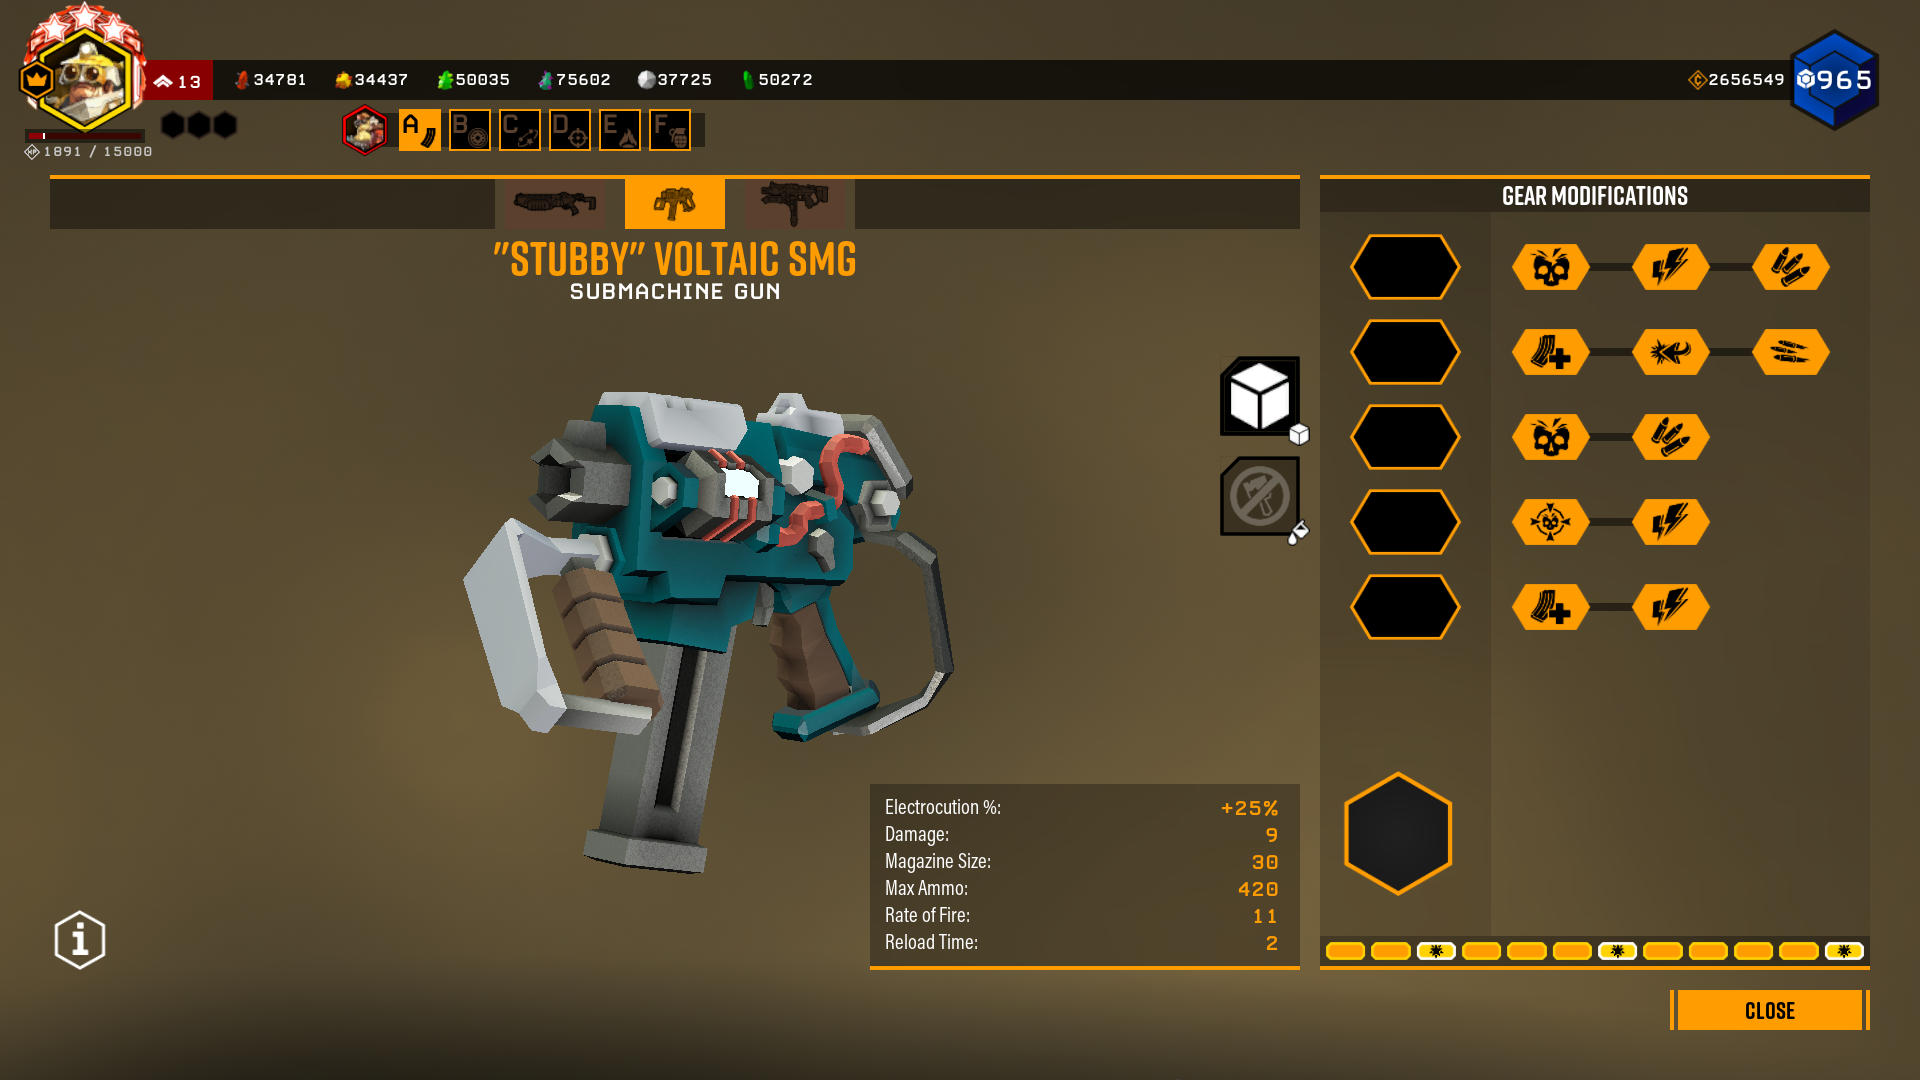 13
34781
34437
50035
75602
37725
50272
2656549
965
1891 / 15000
A
B
C
D
E
F
"STUBBY" VOLTAIC SMG
SUBMACHINE GUN
GEAR MODIFICATIONS
Electrocution %: +25%
Damage: 9
Magazine Size: 30
Max Ammo: 420
Rate of Fire: 11
Reload Time: 2
CLOSE